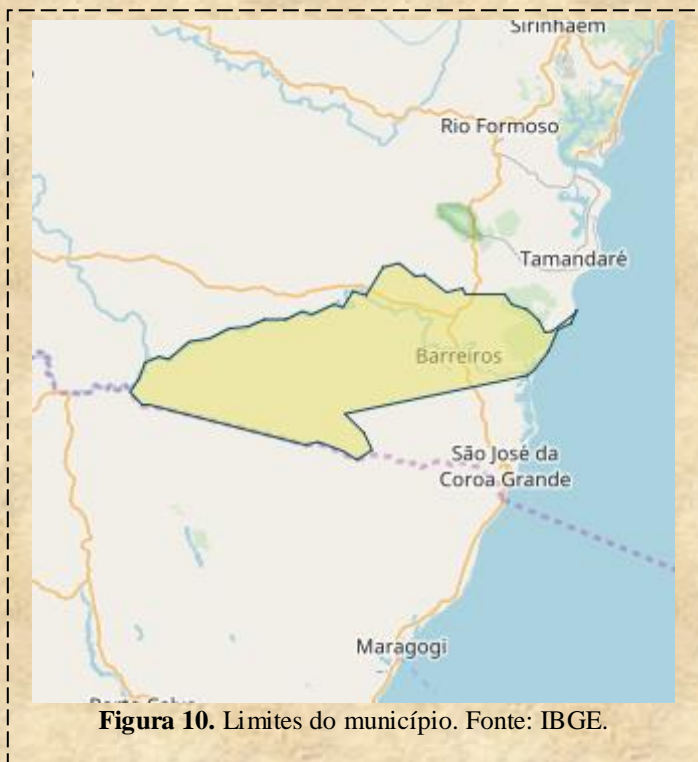 Sirinhaém
Rio Formoso
Tamandaré
Barreiros
São José da
Coroa Grande
Maragogi
Figura 10. Limites do município. Fonte: IBGE.